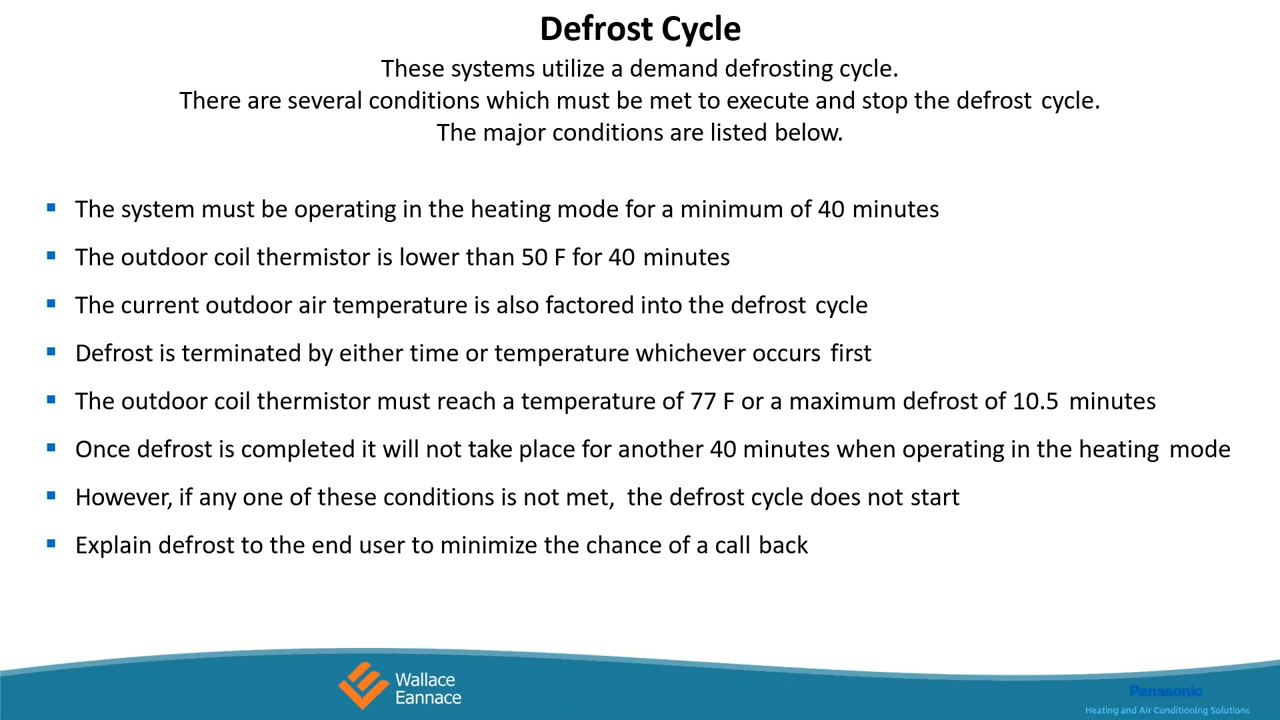 Defrost Cycle
These systems utilize a demand defrosting cycle.
There are several conditions which must be met to execute and stop the defrost cycle.
The major conditions are listed below.
The system must be operating in the heating mode for a minimum of 40 minutes
The outdoor coil thermistor is lower than 50 F for 40 minutes
The current outdoor air temperature is also factored into the defrost cycle
Defrost is terminated by either time or temperature whichever occurs first
The outdoor coil thermistor must reach a temperature of 77 F or a maximum defrost of 10.5 minutes
Once defrost is completed it will not take place for another 40 minutes when operating in the heating mode
However, if any one of these conditions is not met, the defrost cycle does not start
Explain defrost to the end user to minimize the chance of a call back
Wallace
Eannace
Panasonic
Heating and Air Conditioning Solutions